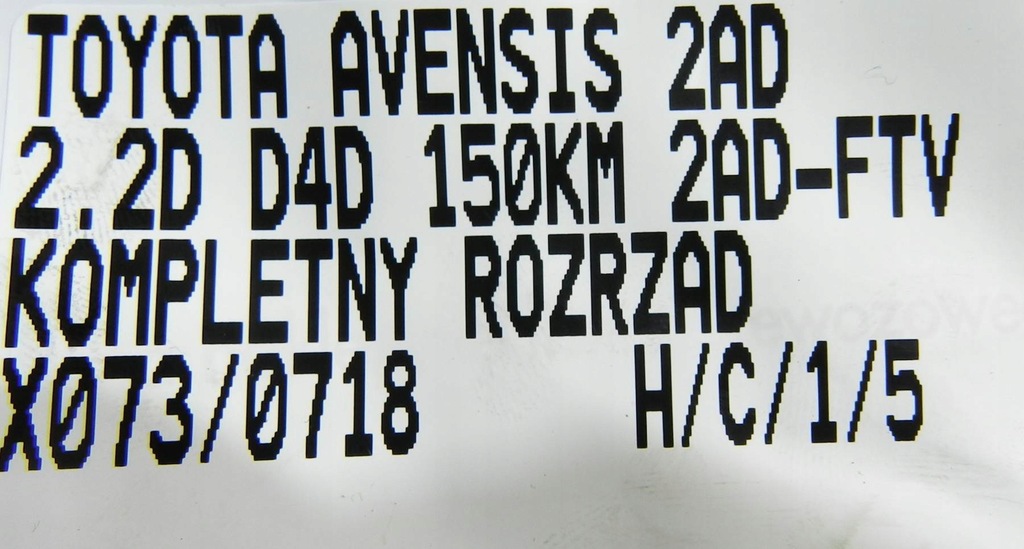 TOYOTA AVENSIS 2AD
2.2D D4D 150KM 2AD-FTV
KOMPLETNY ROZRZAD
X073/0718 H/C/1/5